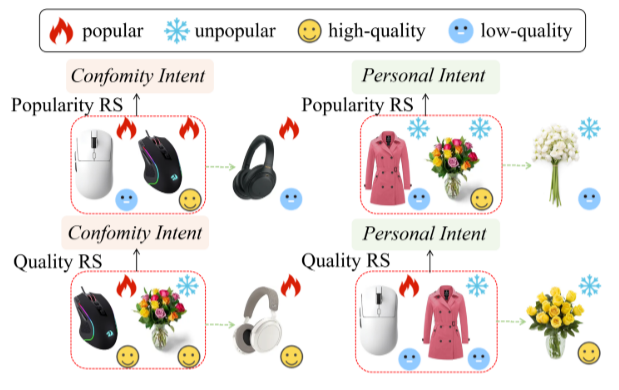 popular unpopular high-quality low-quality
Confomity Intent
Personal Intent
Popularity RS
Popularity RS
Confomity Intent
Personal Intent
Quality RS
Quality RS